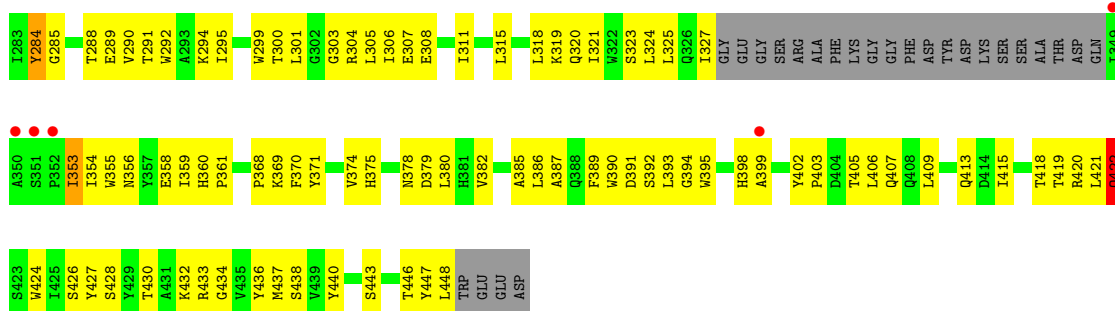 I283 Y284 G285 T288 E289 V290 T291 W292 A293 K294 I295 W299 T300 L301 G302 G303 R304 L305 I306 E307 E308 I311 L315 L318 K319 Q320 I321 W322 S323 L324 L325 Q326 I327 GLY GLU GLY SER ARG ALA PHE LYS GLY GLY PHE ASP TYR ASP LYS SER SER ALA THR ASP GLN
A350 S351 P352 I353 I354 W355 N356 Y357 E358 I359 H360 P361 P368 K369 F370 Y371 V374 H375 N378 D379 L380 H381 V382 A385 L386 A387 Q388 F389 W390 D391 S392 L393 G394 W395 H398 A399 Y402 P403 D404 T405 L406 Q407 Q408 L409 Q413 D414 I415 T418 T419 R420 L421
S423 W424 I425 S426 Y427 S428 Y429 T430 A431 K432 R433 G434 V435 Y436 M437 S438 V439 Y440 S443 T446 Y447 L448 TRP GLU GLU ASP